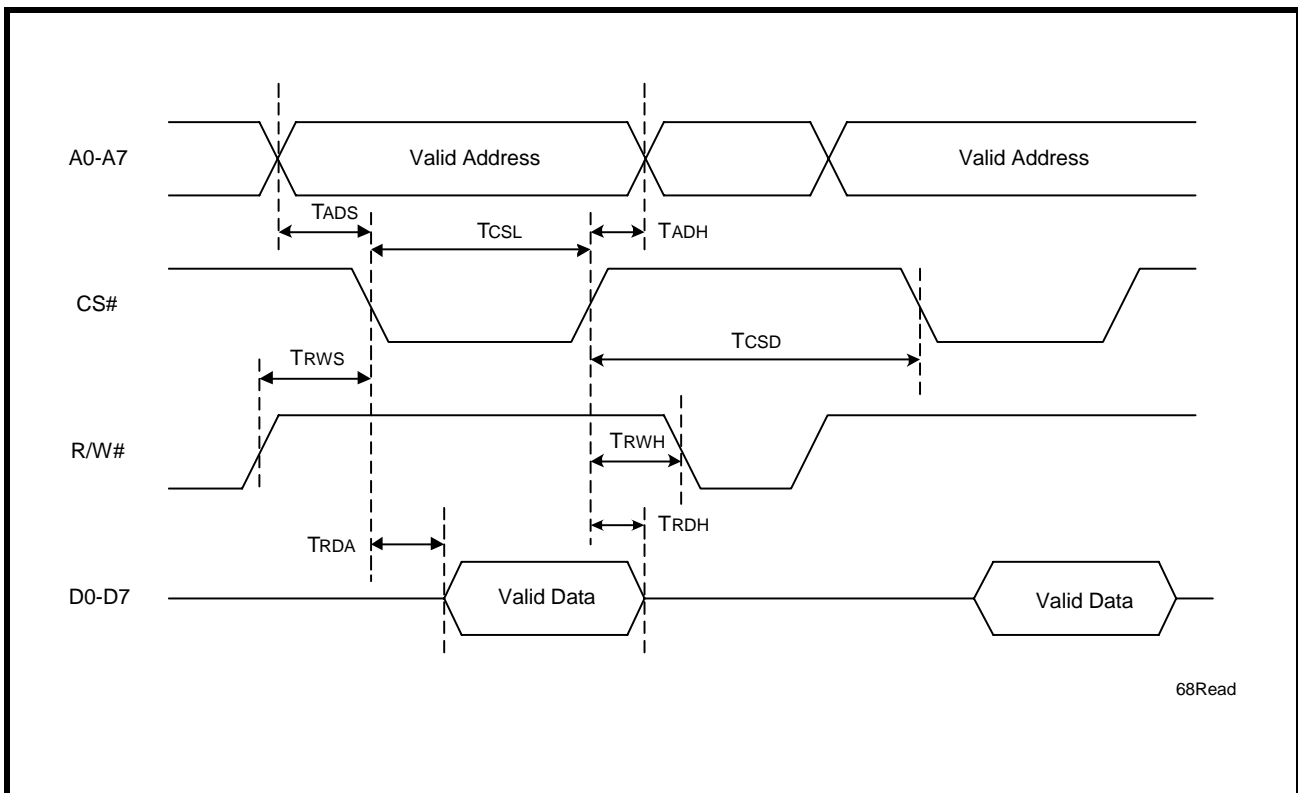 A0-A7
Valid Address
Valid Address
TADS
TCSL
TADH
CS#
TCSD
TRWS
R/W#
TRWH
TRDH
TRDA
D0-D7
Valid Data
Valid Data
68Read